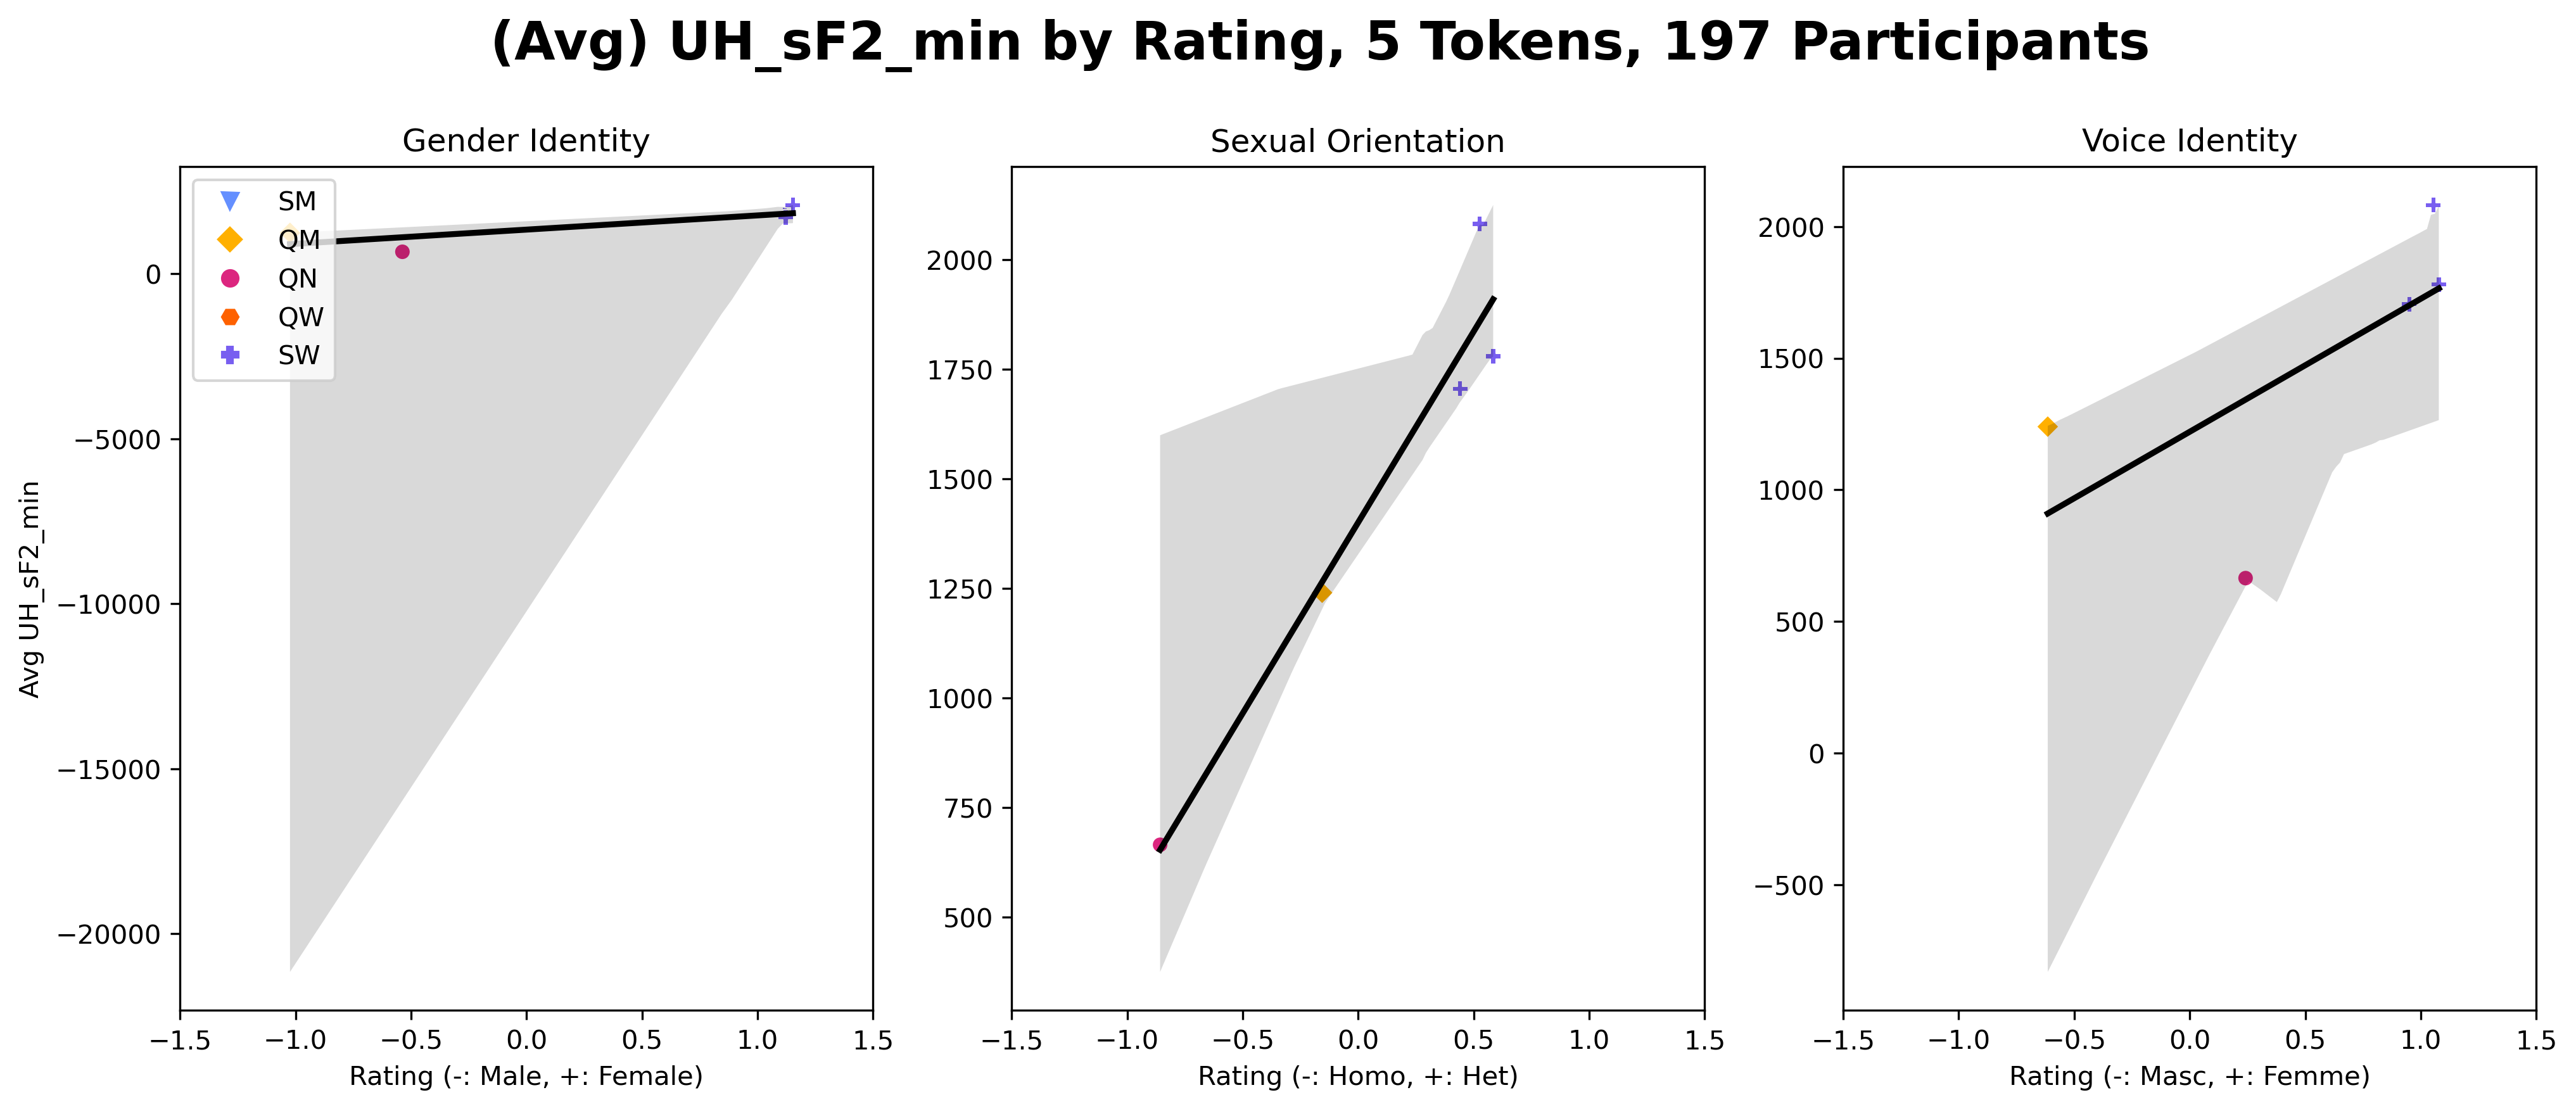 (Avg) UH_sF2_min by Rating, 5 Tokens, 197 Participants
Gender Identity
Sexual Orientation
Voice Identity
SM
QM
QN
QW
SW
Avg UH_sF2_min
0
−5000
−10000
−15000
−20000
−1.5 −1.0 −0.5 0.0 0.5 1.0 1.5
Rating (-: Male, +: Female)
2000
1750
1500
1250
1000
750
500
−1.5 −1.0 −0.5 0.0 0.5 1.0 1.5
Rating (-: Homo, +: Het)
2000
1500
1000
500
0
−500
−1.5 −1.0 −0.5 0.0 0.5 1.0 1.5
Rating (-: Masc, +: Femme)